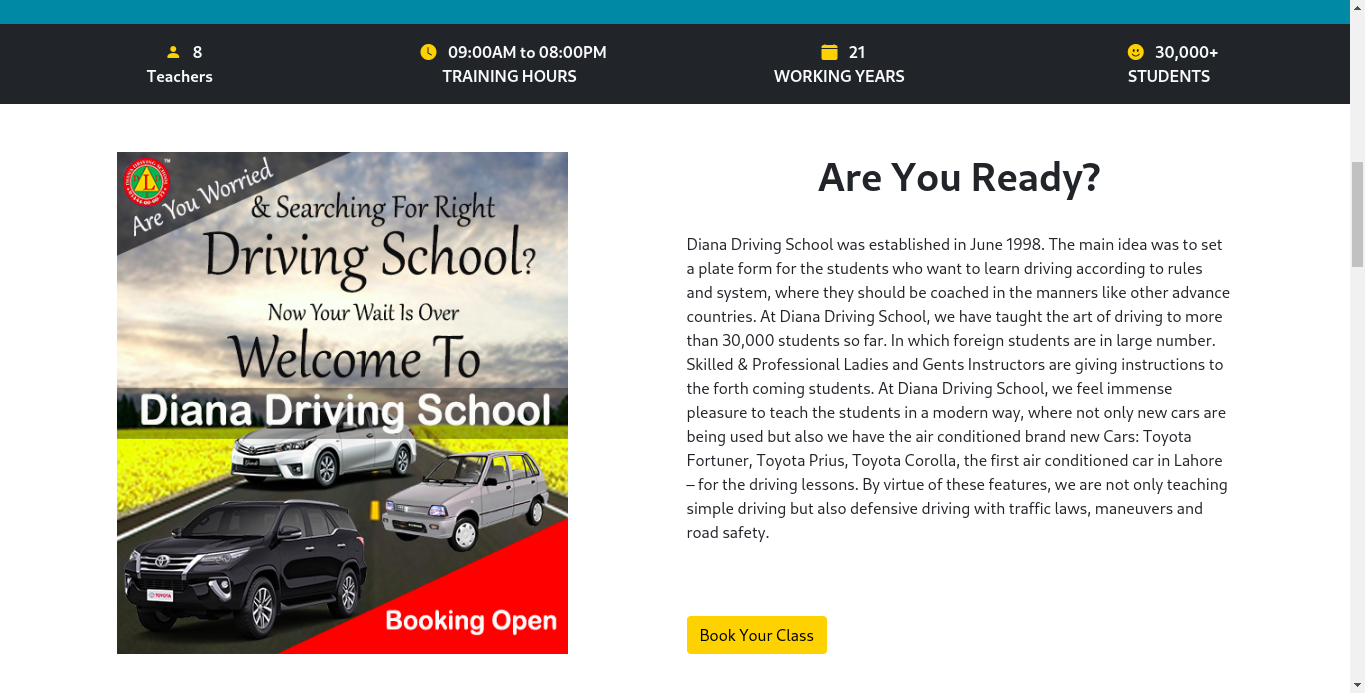 8
Teachers
09:00AM to 08:00PM
TRAINING HOURS
21
WORKING YEARS
30,000+
STUDENTS
Are You Worried
& Searching For Right
Driving School?
Now Your Wait Is Over
Welcome To
Diana Driving School
TOYOTA
Booking Open
Are You Ready?
Diana Driving School was established in June 1998. The main idea was to set
a plate form for the students who want to learn driving according to rules
and system, where they should be coached in the manners like other advance
countries. At Diana Driving School, we have taught the art of driving to more
than 30,000 students so far. In which foreign students are in large number.
Skilled & Professional Ladies and Gents Instructors are giving instructions to
the forth coming students. At Diana Driving School, we feel immense
pleasure to teach the students in a modern way, where not only new cars are
being used but also we have the air conditioned brand new Cars: Toyota
Fortuner, Toyota Prius, Toyota Corolla, the first air conditioned car in Lahore
– for the driving lessons. By virtue of these features, we are not only teaching
simple driving but also defensive driving with traffic laws, maneuvers and
road safety.
Book Your Class